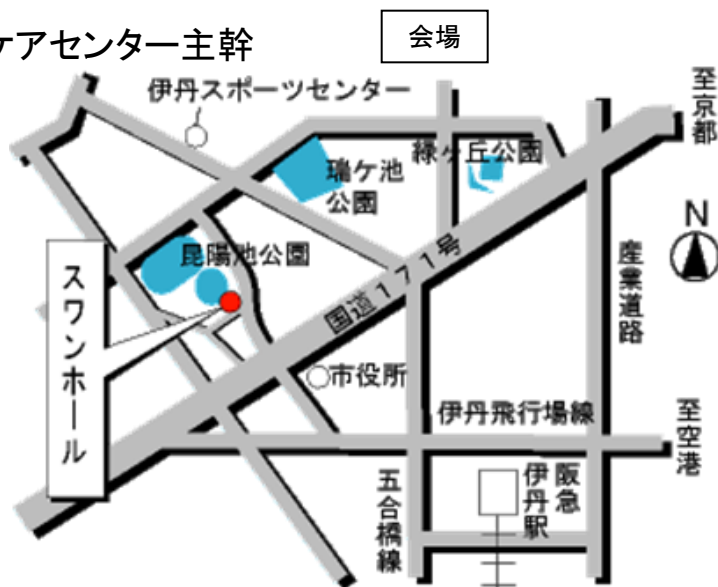 ケアセンター主幹
会場
伊丹スポーツセンター
至京都
緑ヶ丘公園
瑞ケ池
公園
N
昆陽池公園
産業道路
スワンホール
国道171号
市役所
伊丹飛行場線
至空港
五合橋線
阪急
伊丹駅